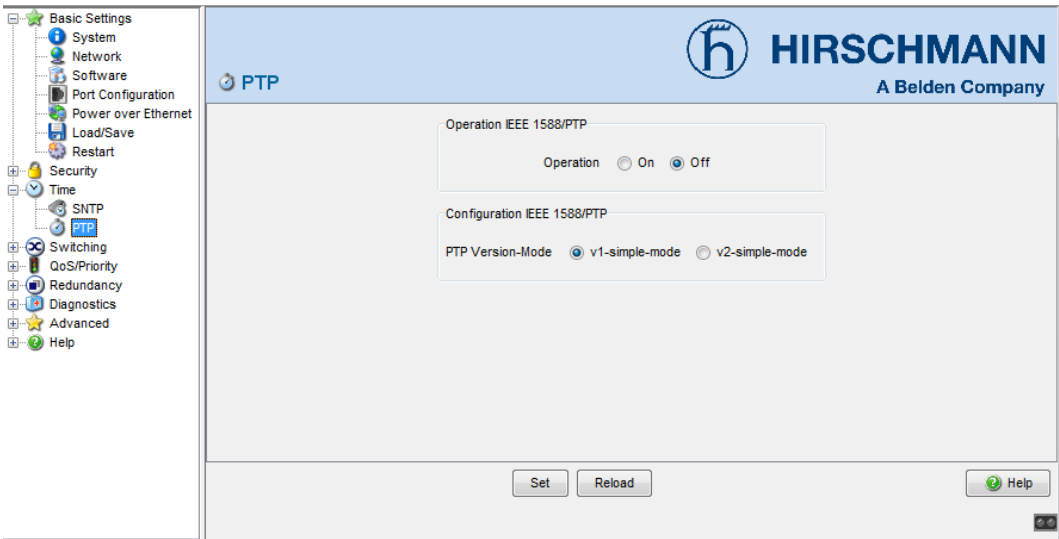 Basic Settings
System
Network
Software
Port Configuration
Power over Ethernet
Load/Save
Restart
Security
Time
SNTP
PTP
Switching
QoS/Priority
Redundancy
Diagnostics
Advanced
Help
PTP
HIRSCHMANN
A Belden Company
Operation IEEE 1588/PTP
Operation On Off
Configuration IEEE 1588/PTP
PTP Version-Mode v1-simple-mode v2-simple-mode
Set Reload Help